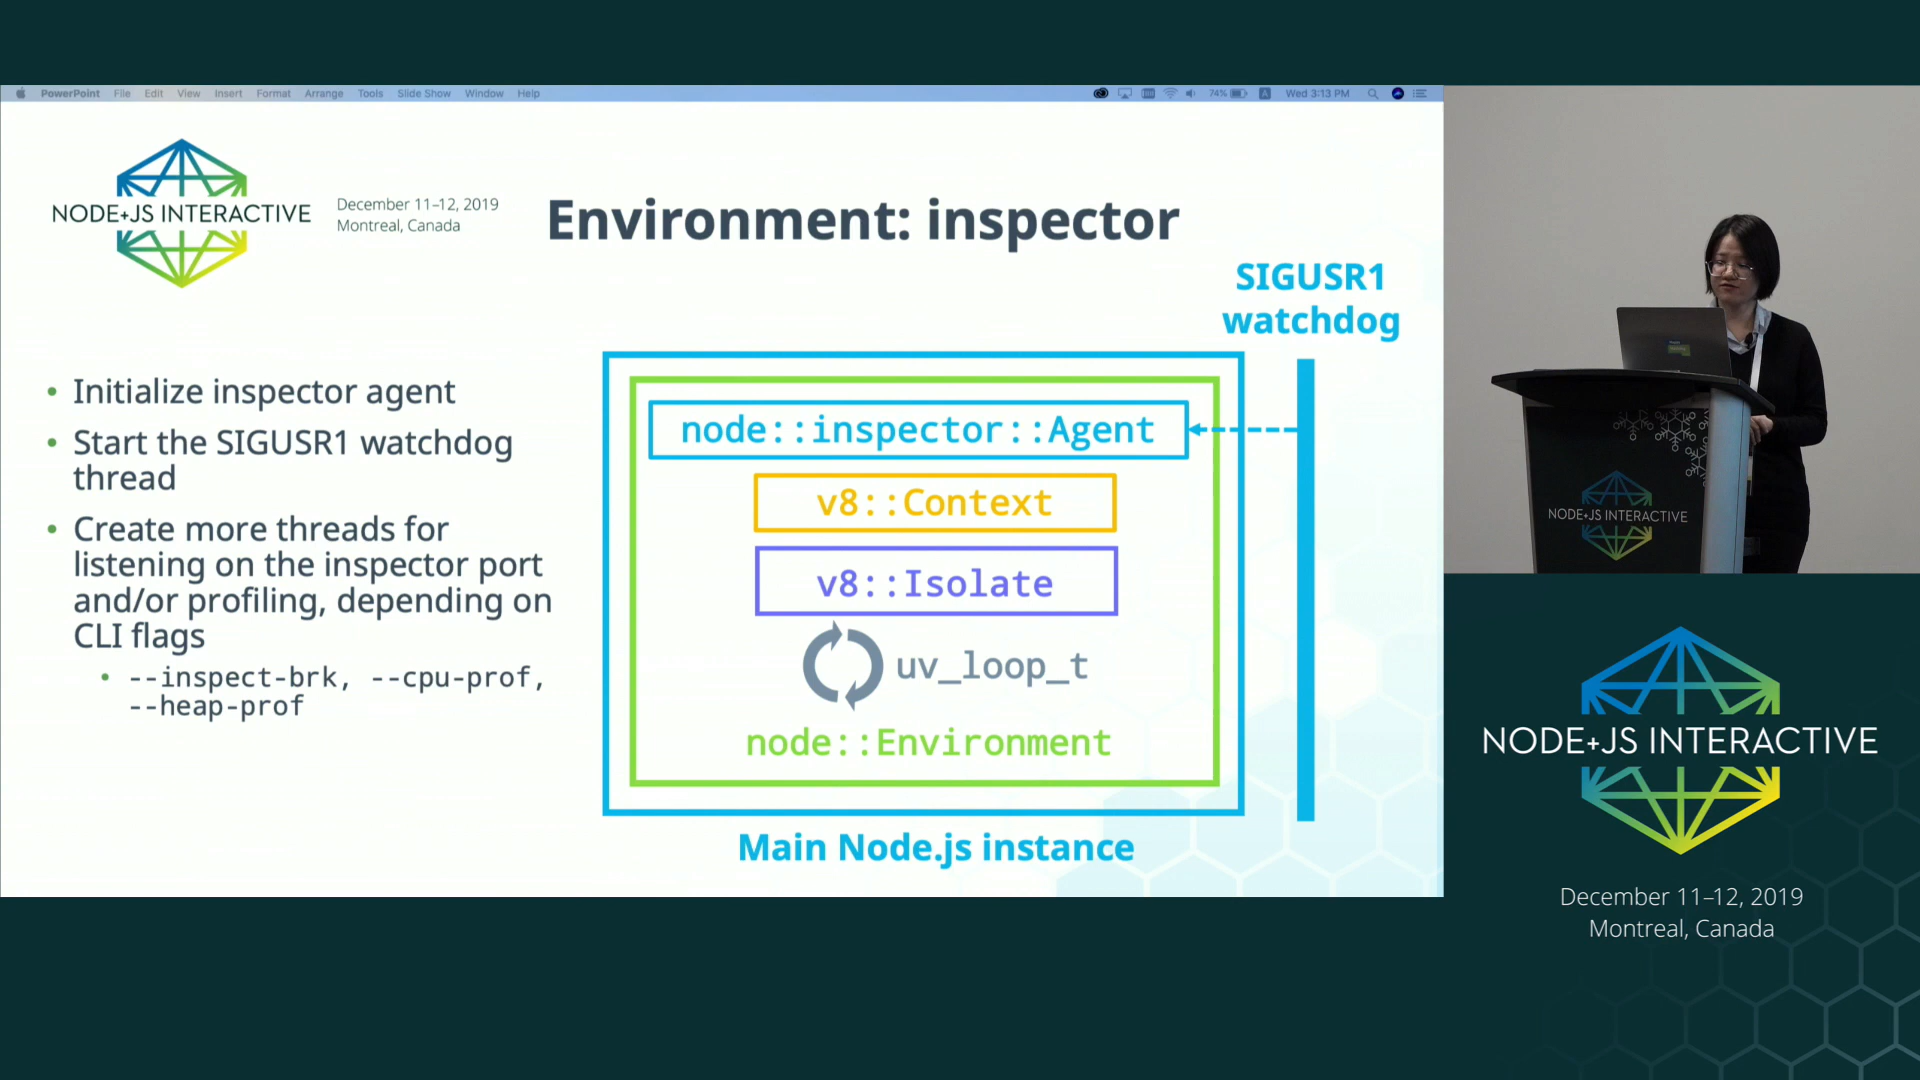 PowerPoint File Edit View Insert Format Arrange Tools Slide Show Window Help
74% A Wed 3:13 PM
NODE+JS INTERACTIVE
December 11–12, 2019
Montreal, Canada
Environment: inspector
• Initialize inspector agent
• Start the SIGUSR1 watchdog
thread
• Create more threads for
listening on the inspector port
and/or profiling, depending on
CLI flags
• --inspect-brk, --cpu-prof,
--heap-prof
SIGUSR1
watchdog
node::inspector::Agent
v8::Context
v8::Isolate
uv_loop_t
node::Environment
Main Node.js instance
NODE+JS INTERACTIVE
NODE+JS INTERACTIVE
December 11–12, 2019
Montreal, Canada